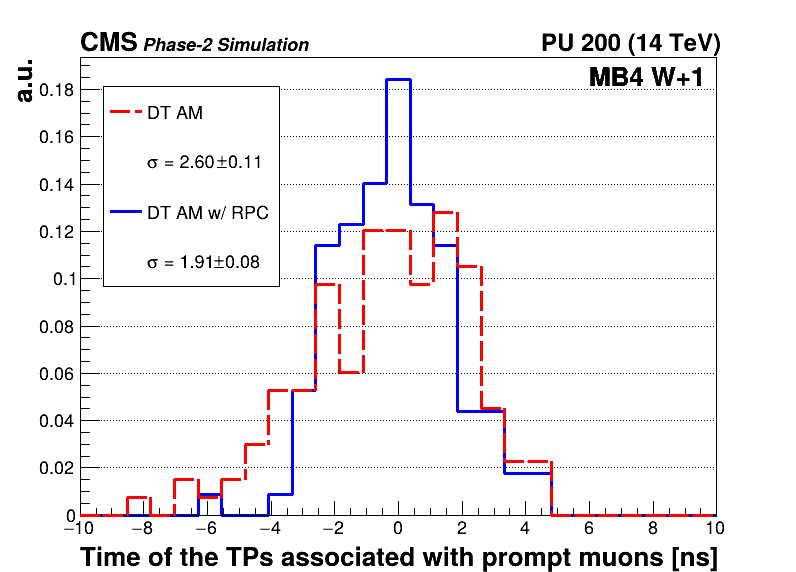 CMS Phase-2 Simulation PU 200 (14 TeV)
a.u.
MB4 W+1
DT AM
σ = 2.60±0.11
DT AM w/ RPC
σ = 1.91±0.08
0.18
0.16
0.14
0.12
0.1
0.08
0.06
0.04
0.02
0
−10 −8 −6 −4 −2 0 2 4 6 8 10
Time of the TPs associated with prompt muons [ns]